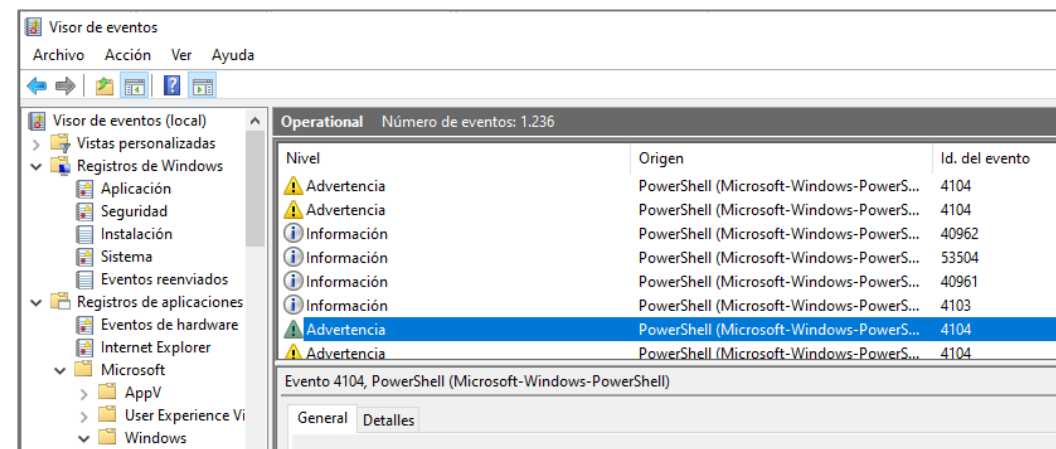 Visor de eventos
Archivo Acción Ver Ayuda
Visor de eventos (local)
Vistas personalizadas
Registros de Windows
Aplicación
Seguridad
Instalación
Sistema
Eventos reenviados
Registros de aplicaciones
Eventos de hardware
Internet Explorer
Microsoft
AppV
User Experience Vi
Windows
Operational Número de eventos: 1.236
Nivel Origen Id. del evento
Advertencia PowerShell (Microsoft-Windows-PowerS... 4104
Advertencia PowerShell (Microsoft-Windows-PowerS... 4104
Información PowerShell (Microsoft-Windows-PowerS... 40962
Información PowerShell (Microsoft-Windows-PowerS... 53504
Información PowerShell (Microsoft-Windows-PowerS... 40961
Información PowerShell (Microsoft-Windows-PowerS... 4103
Advertencia PowerShell (Microsoft-Windows-PowerS... 4104
Advertencia PowerShell (Microsoft-Windows-PowerS... 4104
Evento 4104, PowerShell (Microsoft-Windows-PowerShell)
General Detalles